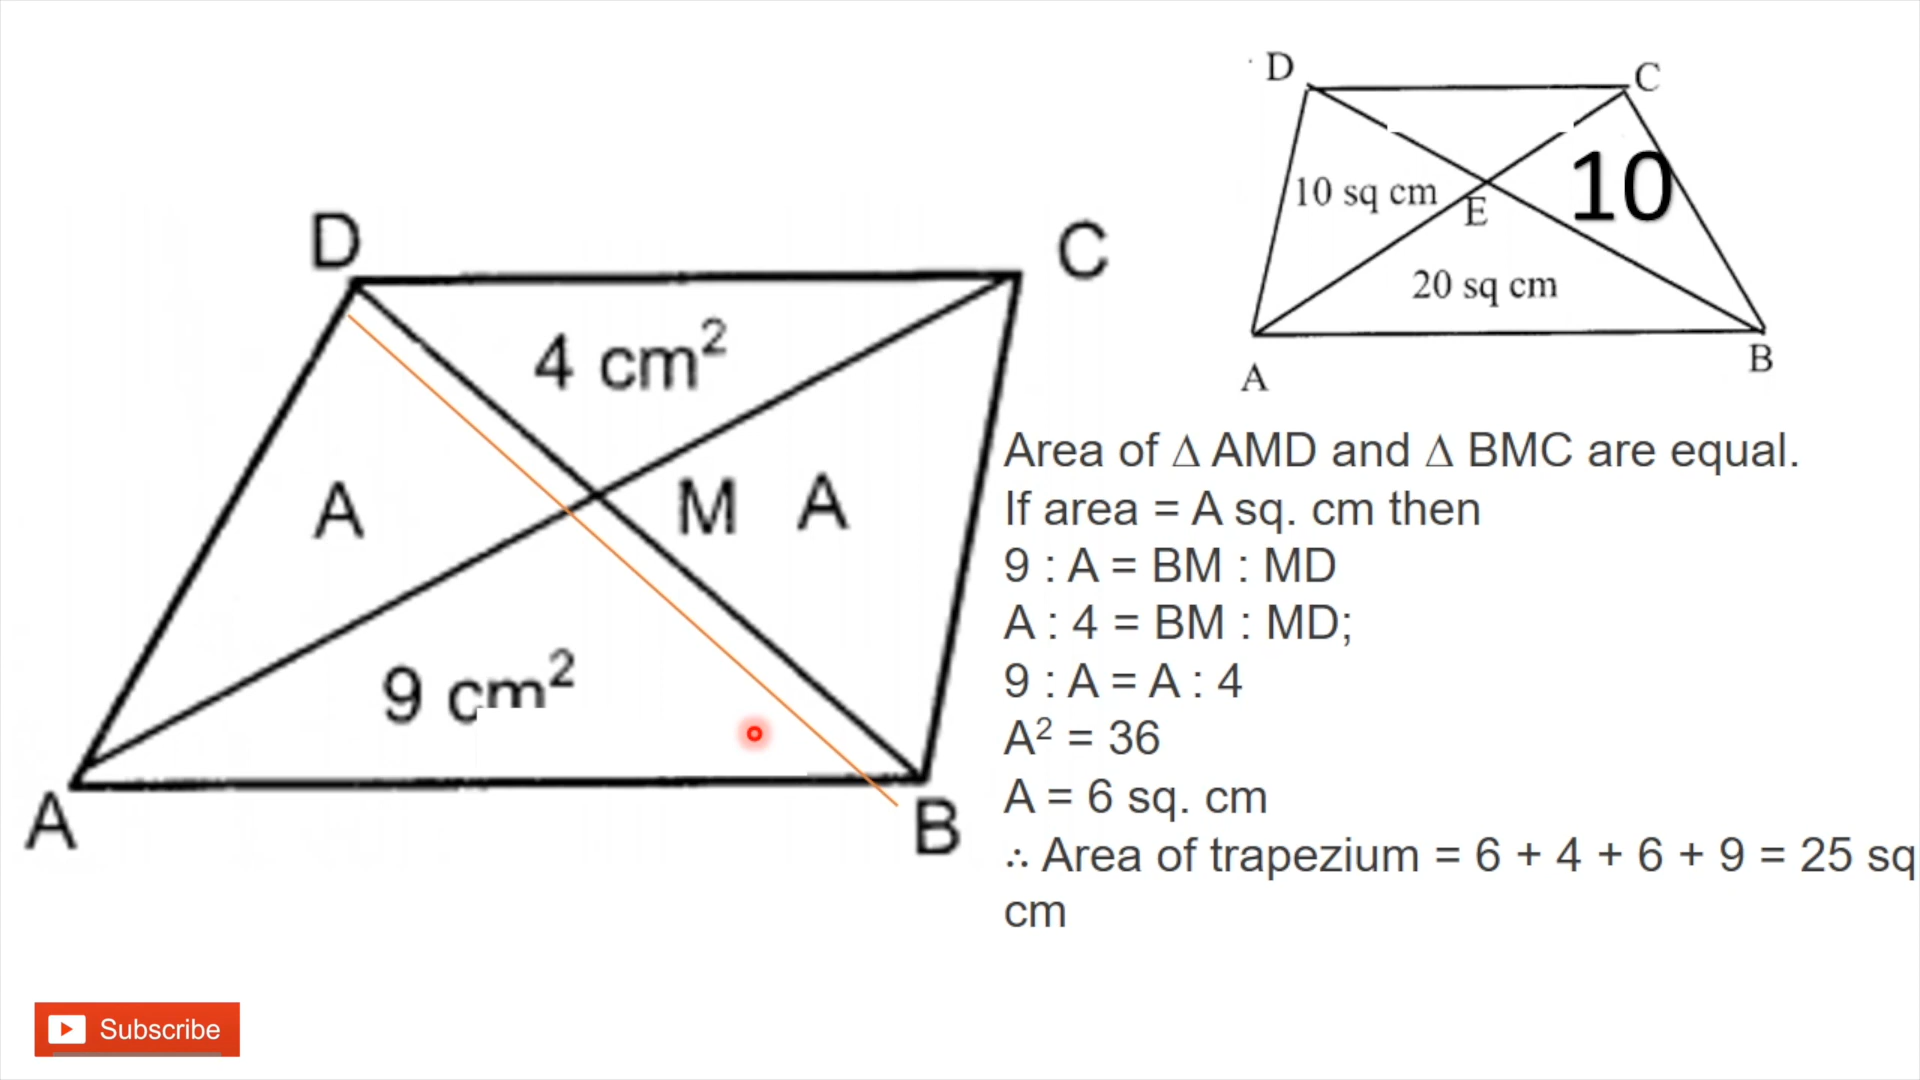 D
C
10 sq cm
10
E
20 sq cm
A
B
D
C
4 cm²
A
M
A
9 cm²
A
B
Area of Δ AMD and Δ BMC are equal.
If area = A sq. cm then
9 : A = BM : MD
A : 4 = BM : MD;
9 : A = A : 4
A² = 36
A = 6 sq. cm
∴ Area of trapezium = 6 + 4 + 6 + 9 = 25 sq
cm
Subscribe